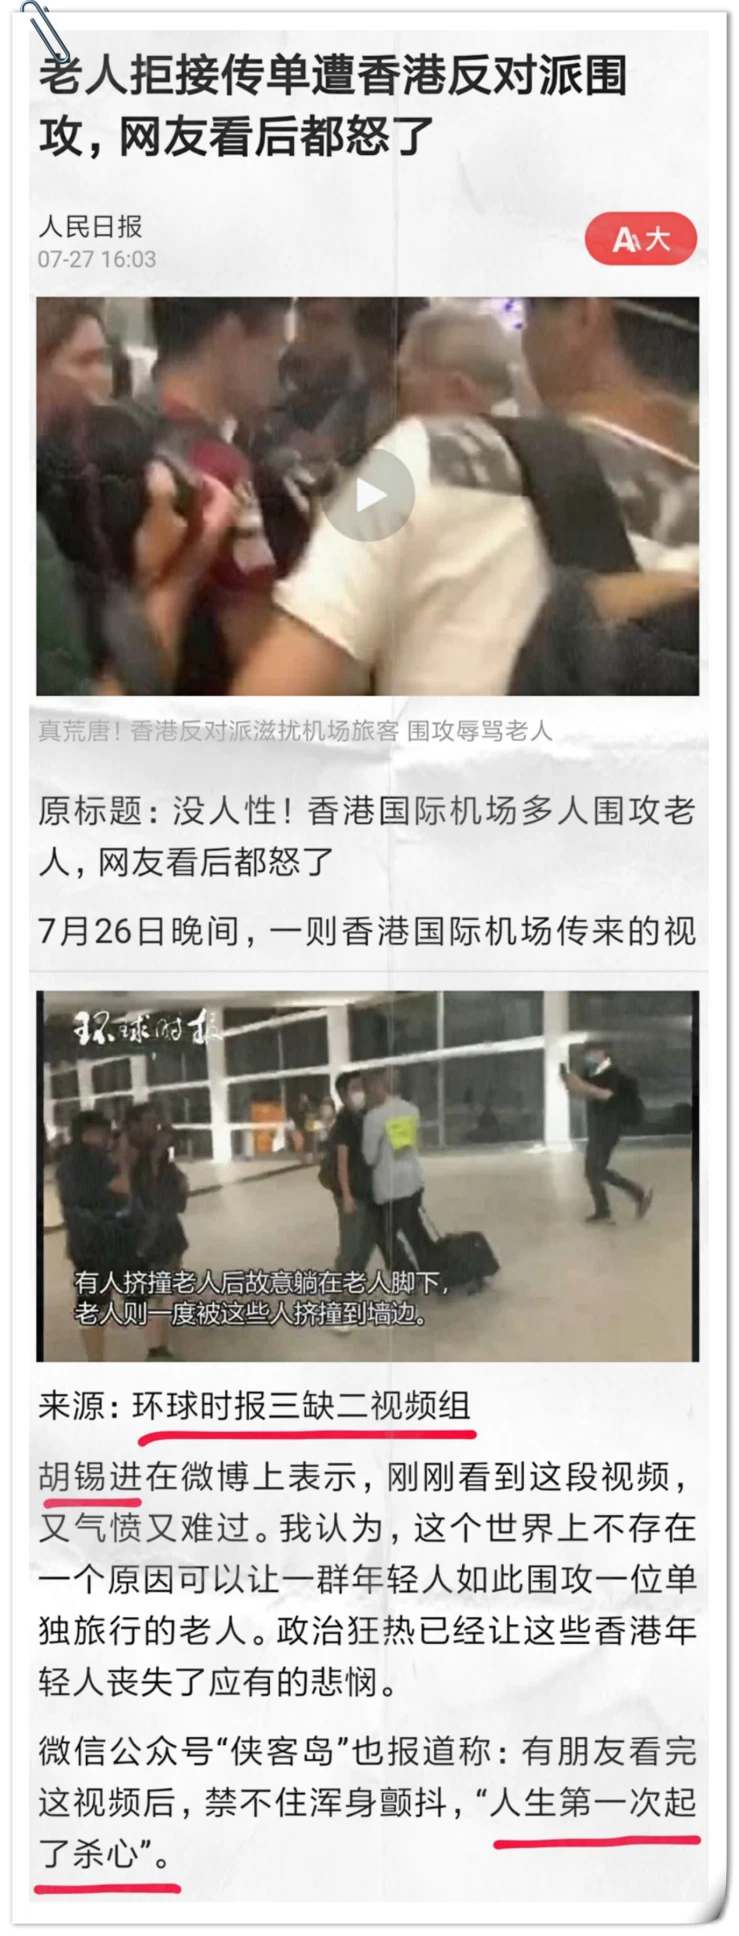 老人拒接传单遭香港反对派围
攻，网友看后都怒了
人民日报
07-27 16:03
AA大
真荒唐！香港反对派滋扰机场旅客 围攻辱骂老人
原标题：没人性！香港国际机场多人围攻老
人，网友看后都怒了
7月26日晚间，一则香港国际机场传来的视
环球时报
有人挤撞老人后故意躺在老人脚下，
老人则一度被这些人挤撞到墙边。
来源：环球时报三缺二视频组
胡锡进在微博上表示，刚刚看到这段视频，
又气愤又难过。我认为，这个世界上不存在
一个原因可以让一群年轻人如此围攻一位单
独旅行的老人。政治狂热已经让这些香港年
轻人丧失了应有的悲悯。
微信公众号“侠客岛”也报道称：有朋友看完
这视频后，禁不住浑身颤抖，“人生第一次起
了杀心”。